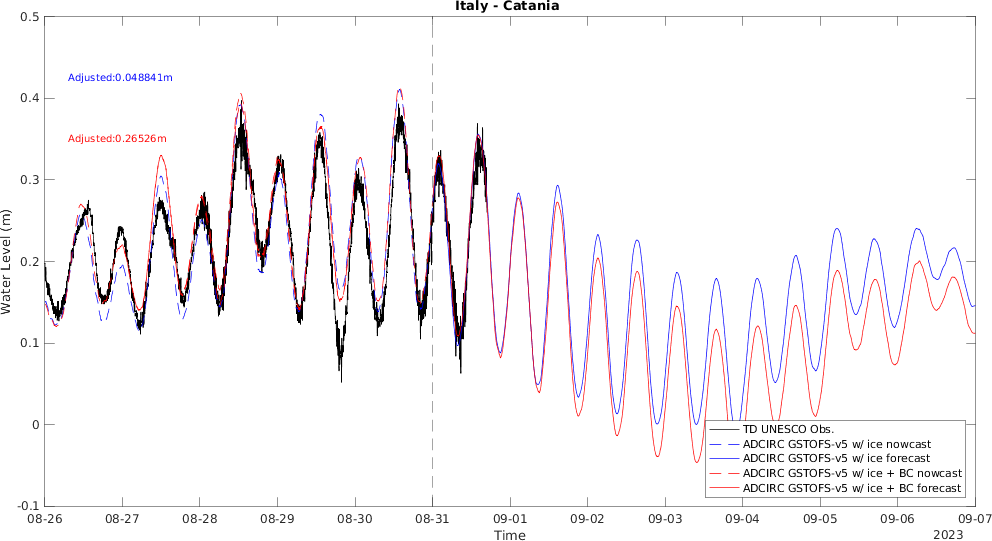 Italy - Catania
0.5
0.4
0.3
0.2
0.1
0
-0.1
Water Level (m)
Adjusted:0.048841m
Adjusted:0.26526m
TD UNESCO Obs.
ADCIRC GSTOFS-v5 w/ ice nowcast
ADCIRC GSTOFS-v5 w/ ice forecast
ADCIRC GSTOFS-v5 w/ ice + BC nowcast
ADCIRC GSTOFS-v5 w/ ice + BC forecast
08-26 08-27 08-28 08-29 08-30 08-31 09-01 09-02 09-03 09-04 09-05 09-06 09-07
Time
2023